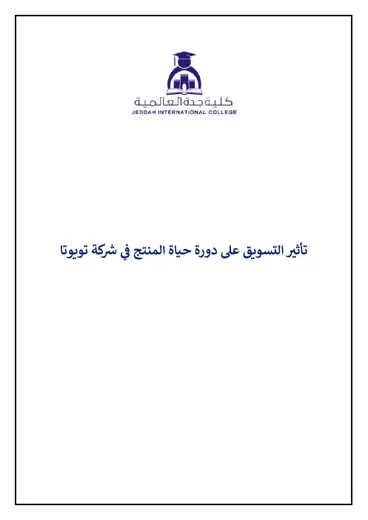 كلية جدة العالمية
JEDDAH INTERNATIONAL COLLEGE
تأثير التسويق على دورة حياة المنتج في شركة تويوتا